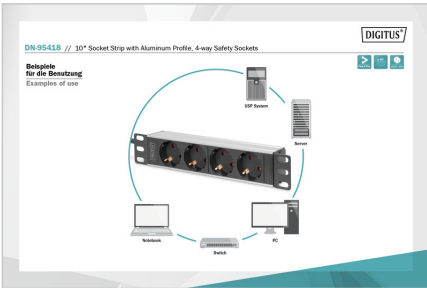 DIGITUS®
DN-95418 // 10" Socket Strip with Aluminum Profile, 4-way Safety Sockets
Beispiele
für die Benutzung
Examples of use
USP System
Server
DIGITUS
Notebook
Switch
PC